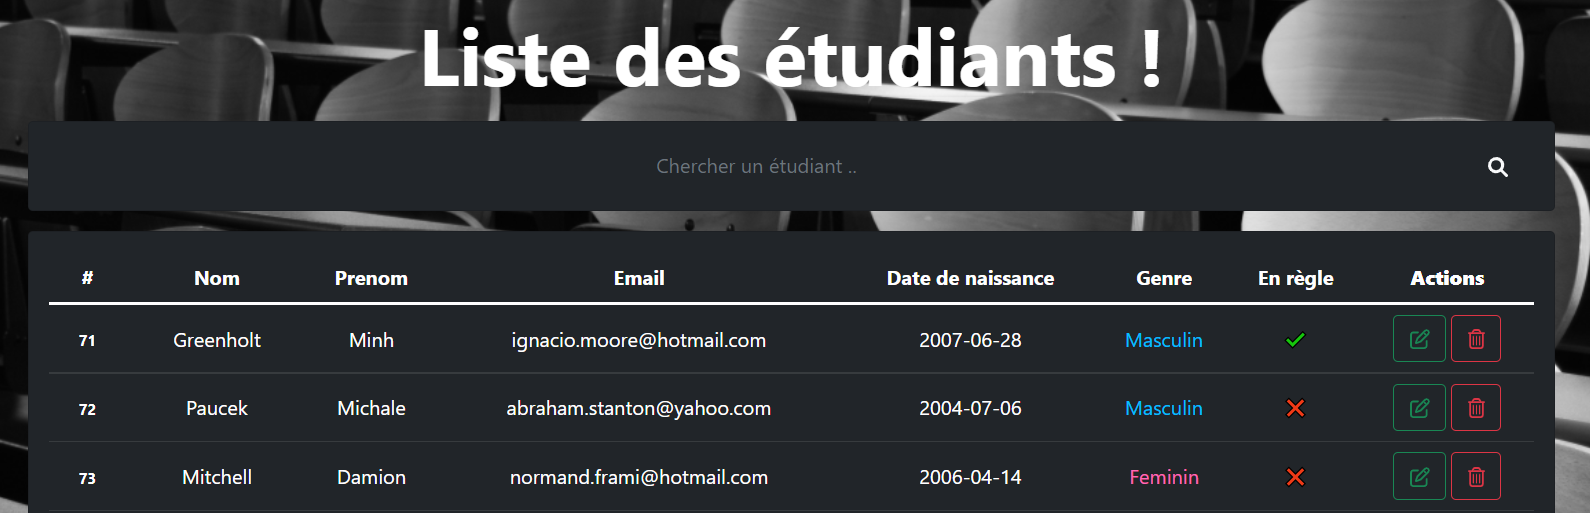 Liste des étudiants !
Chercher un étudiant ..
# Nom Prenom Email Date de naissance Genre En règle Actions
71 Greenholt Minh ignacio.moore@hotmail.com 2007-06-28 Masculin
72 Paucek Michale abraham.stanton@yahoo.com 2004-07-06 Masculin
73 Mitchell Damion normand.frami@hotmail.com 2006-04-14 Feminin